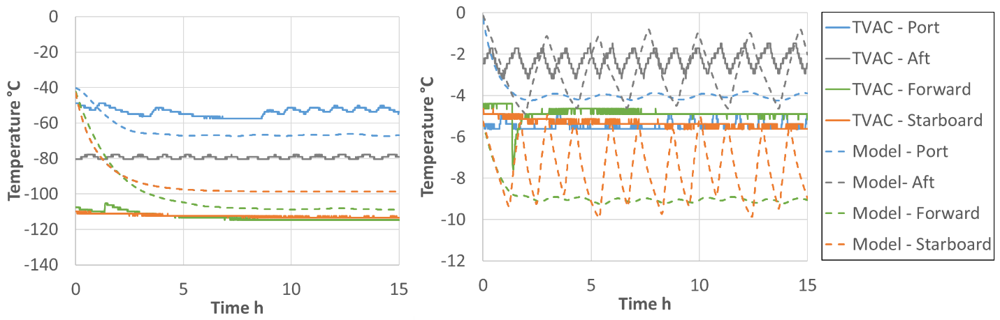 0
-20
-40
-60
-80
-100
-120
-140
Temperature °C
0
5
10
15
Time h
0
-2
-4
-6
-8
-10
-12
Temperature °C
0
5
10
15
Time h
TVAC - Port
TVAC - Aft
TVAC - Forward
TVAC - Starboard
Model - Port
Model- Aft
Model - Forward
Model - Starboard